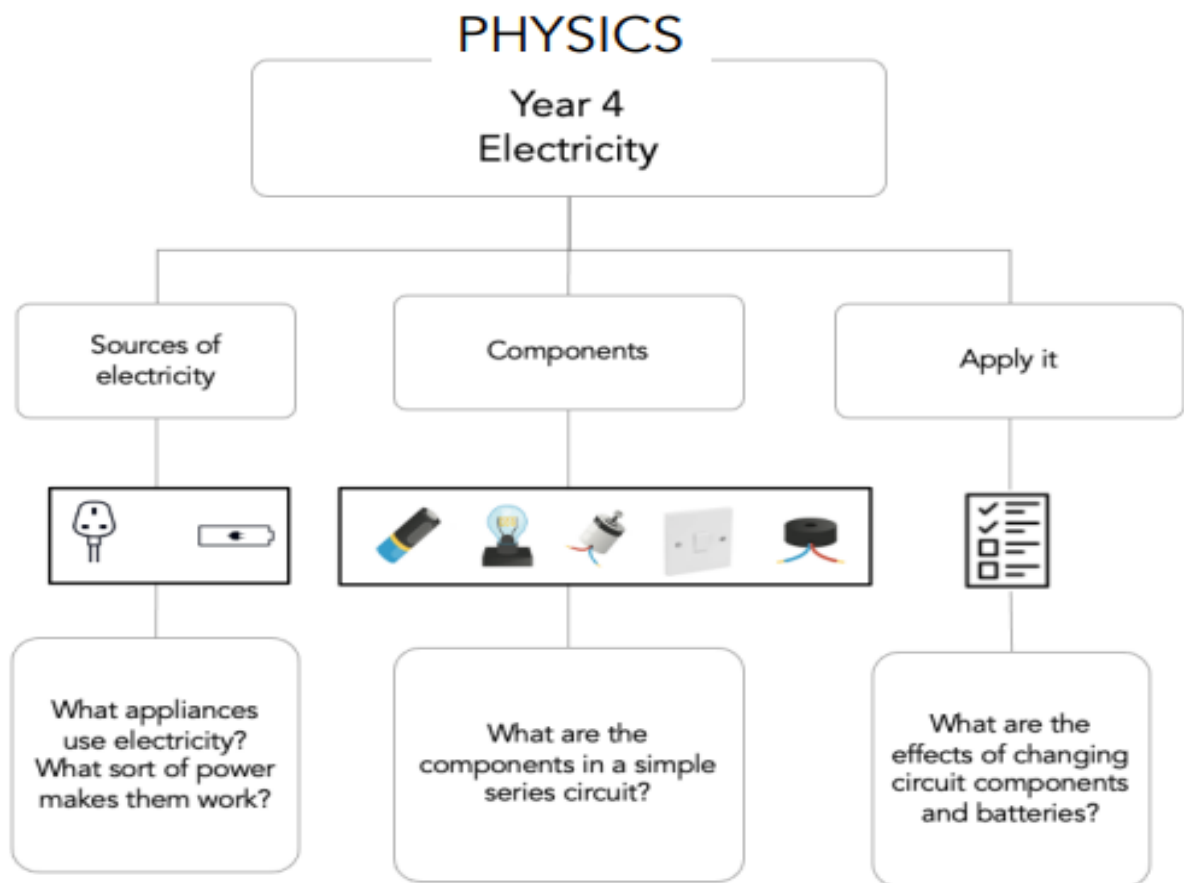 PHYSICS
Year 4
Electricity
Sources of
electricity
Components
Apply it
What appliances
use electricity?
What sort of power
makes them work?
What are the
components in a simple
series circuit?
What are the
effects of changing
circuit components
and batteries?